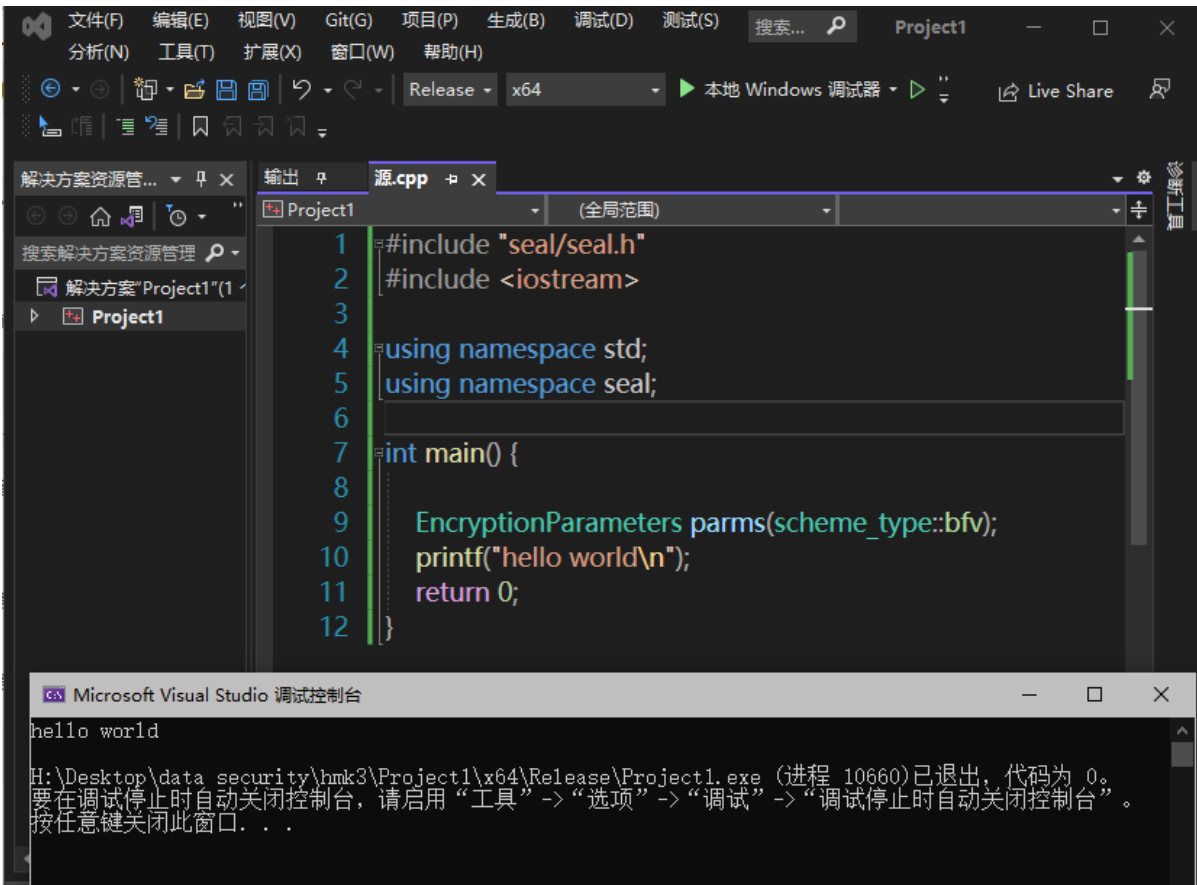 文件(F) 编辑(E) 视图(V) Git(G) 项目(P) 生成(B) 调试(D) 测试(S) 搜索... Project1
分析(N) 工具(T) 扩展(X) 窗口(W) 帮助(H)
Release x64 本地 Windows 调试器 Live Share
解决方案资源管...
搜索解决方案资源管理
解决方案"Project1"(1
Project1
输出 源.cpp
Project1 (全局范围)
1 #include "seal/seal.h"
2 #include <iostream>
3
4 using namespace std;
5 using namespace seal;
6
7 int main() {
8
9 EncryptionParameters parms(scheme_type::bfv);
10 printf("hello world\n");
11 return 0;
12 }
诊断工具
Microsoft Visual Studio 调试控制台
hello world
H:\Desktop\data security\hmk3\Project1\x64\Release\Project1.exe (进程 10660)已退出，代码为 0。
要在调试停止时自动关闭控制台，请启用“工具”->“选项”->“调试”->“调试停止时自动关闭控制台”。
按任意键关闭此窗口. . .